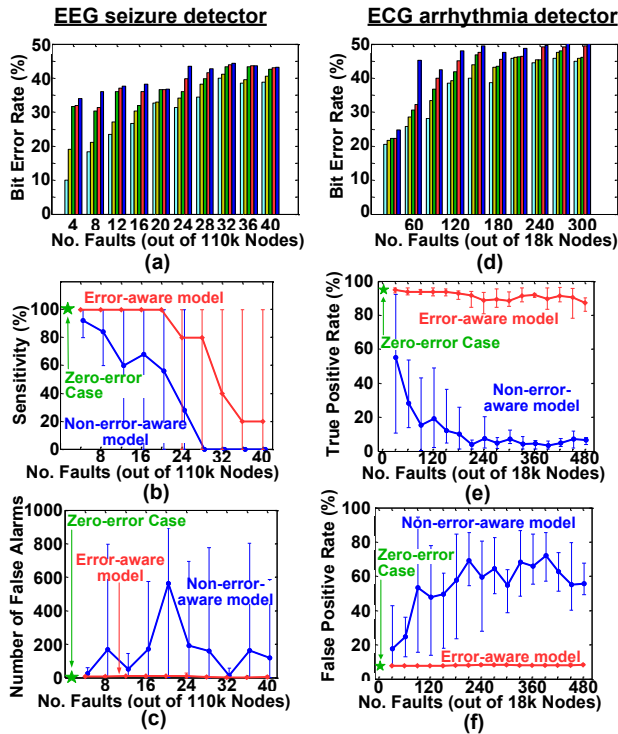 EEG seizure detector
ECG arrhythmia detector
Bit Error Rate (%)
50
40
30
20
10
0
4 8 12 16 20 24 28 32 36 40
No. Faults (out of 110k Nodes)
(a)
Bit Error Rate (%)
50
40
30
20
10
0
60 120 180 240 300
No. Faults (out of 18k Nodes)
(d)
Sensitivity (%)
100
80
60
40
20
0
Error-aware model
Zero-error
Case
Non-error-aware
model
8 16 24 32 40
No. Faults (out of 110k Nodes)
(b)
True Positive Rate (%)
100
80
60
40
20
0
Error-aware model
Zero-error
Case
Non-error-
aware model
0 120 240 360 480
No. Faults (out of 18k Nodes)
(e)
Number of False Alarms
1000
800
600
400
200
0
Zero-error Case
Error-aware
model
Non-error-
aware model
8 16 24 32 40
No. Faults (out of 110k Nodes)
(c)
False Positive Rate (%)
100
80
60
40
20
0
Non-error-aware model
Zero-error
Case
Error-aware model
0 120 240 360 480
No. Faults (out of 18k Nodes)
(f)